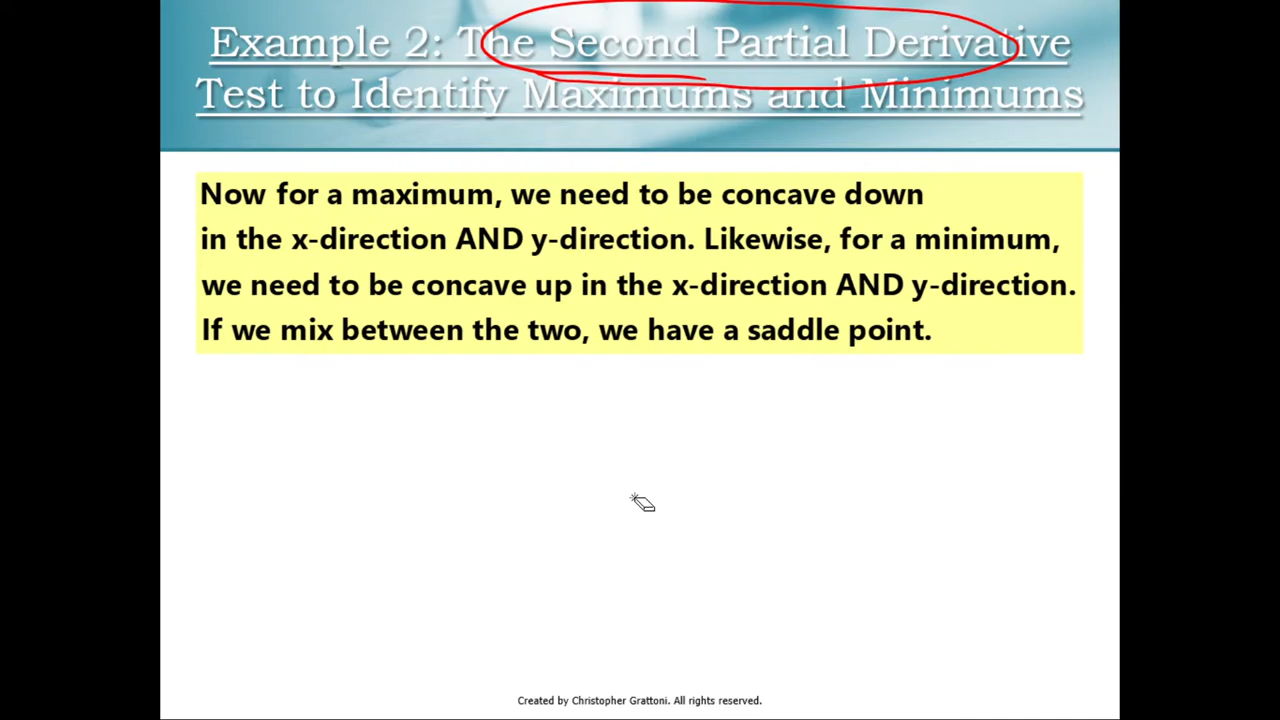 Example 2: The Second Partial Derivative
Test to Identify Maximums and Minimums
Now for a maximum, we need to be concave down
in the x-direction AND y-direction. Likewise, for a minimum,
we need to be concave up in the x-direction AND y-direction.
If we mix between the two, we have a saddle point.
Created by Christopher Grattoni. All rights reserved.